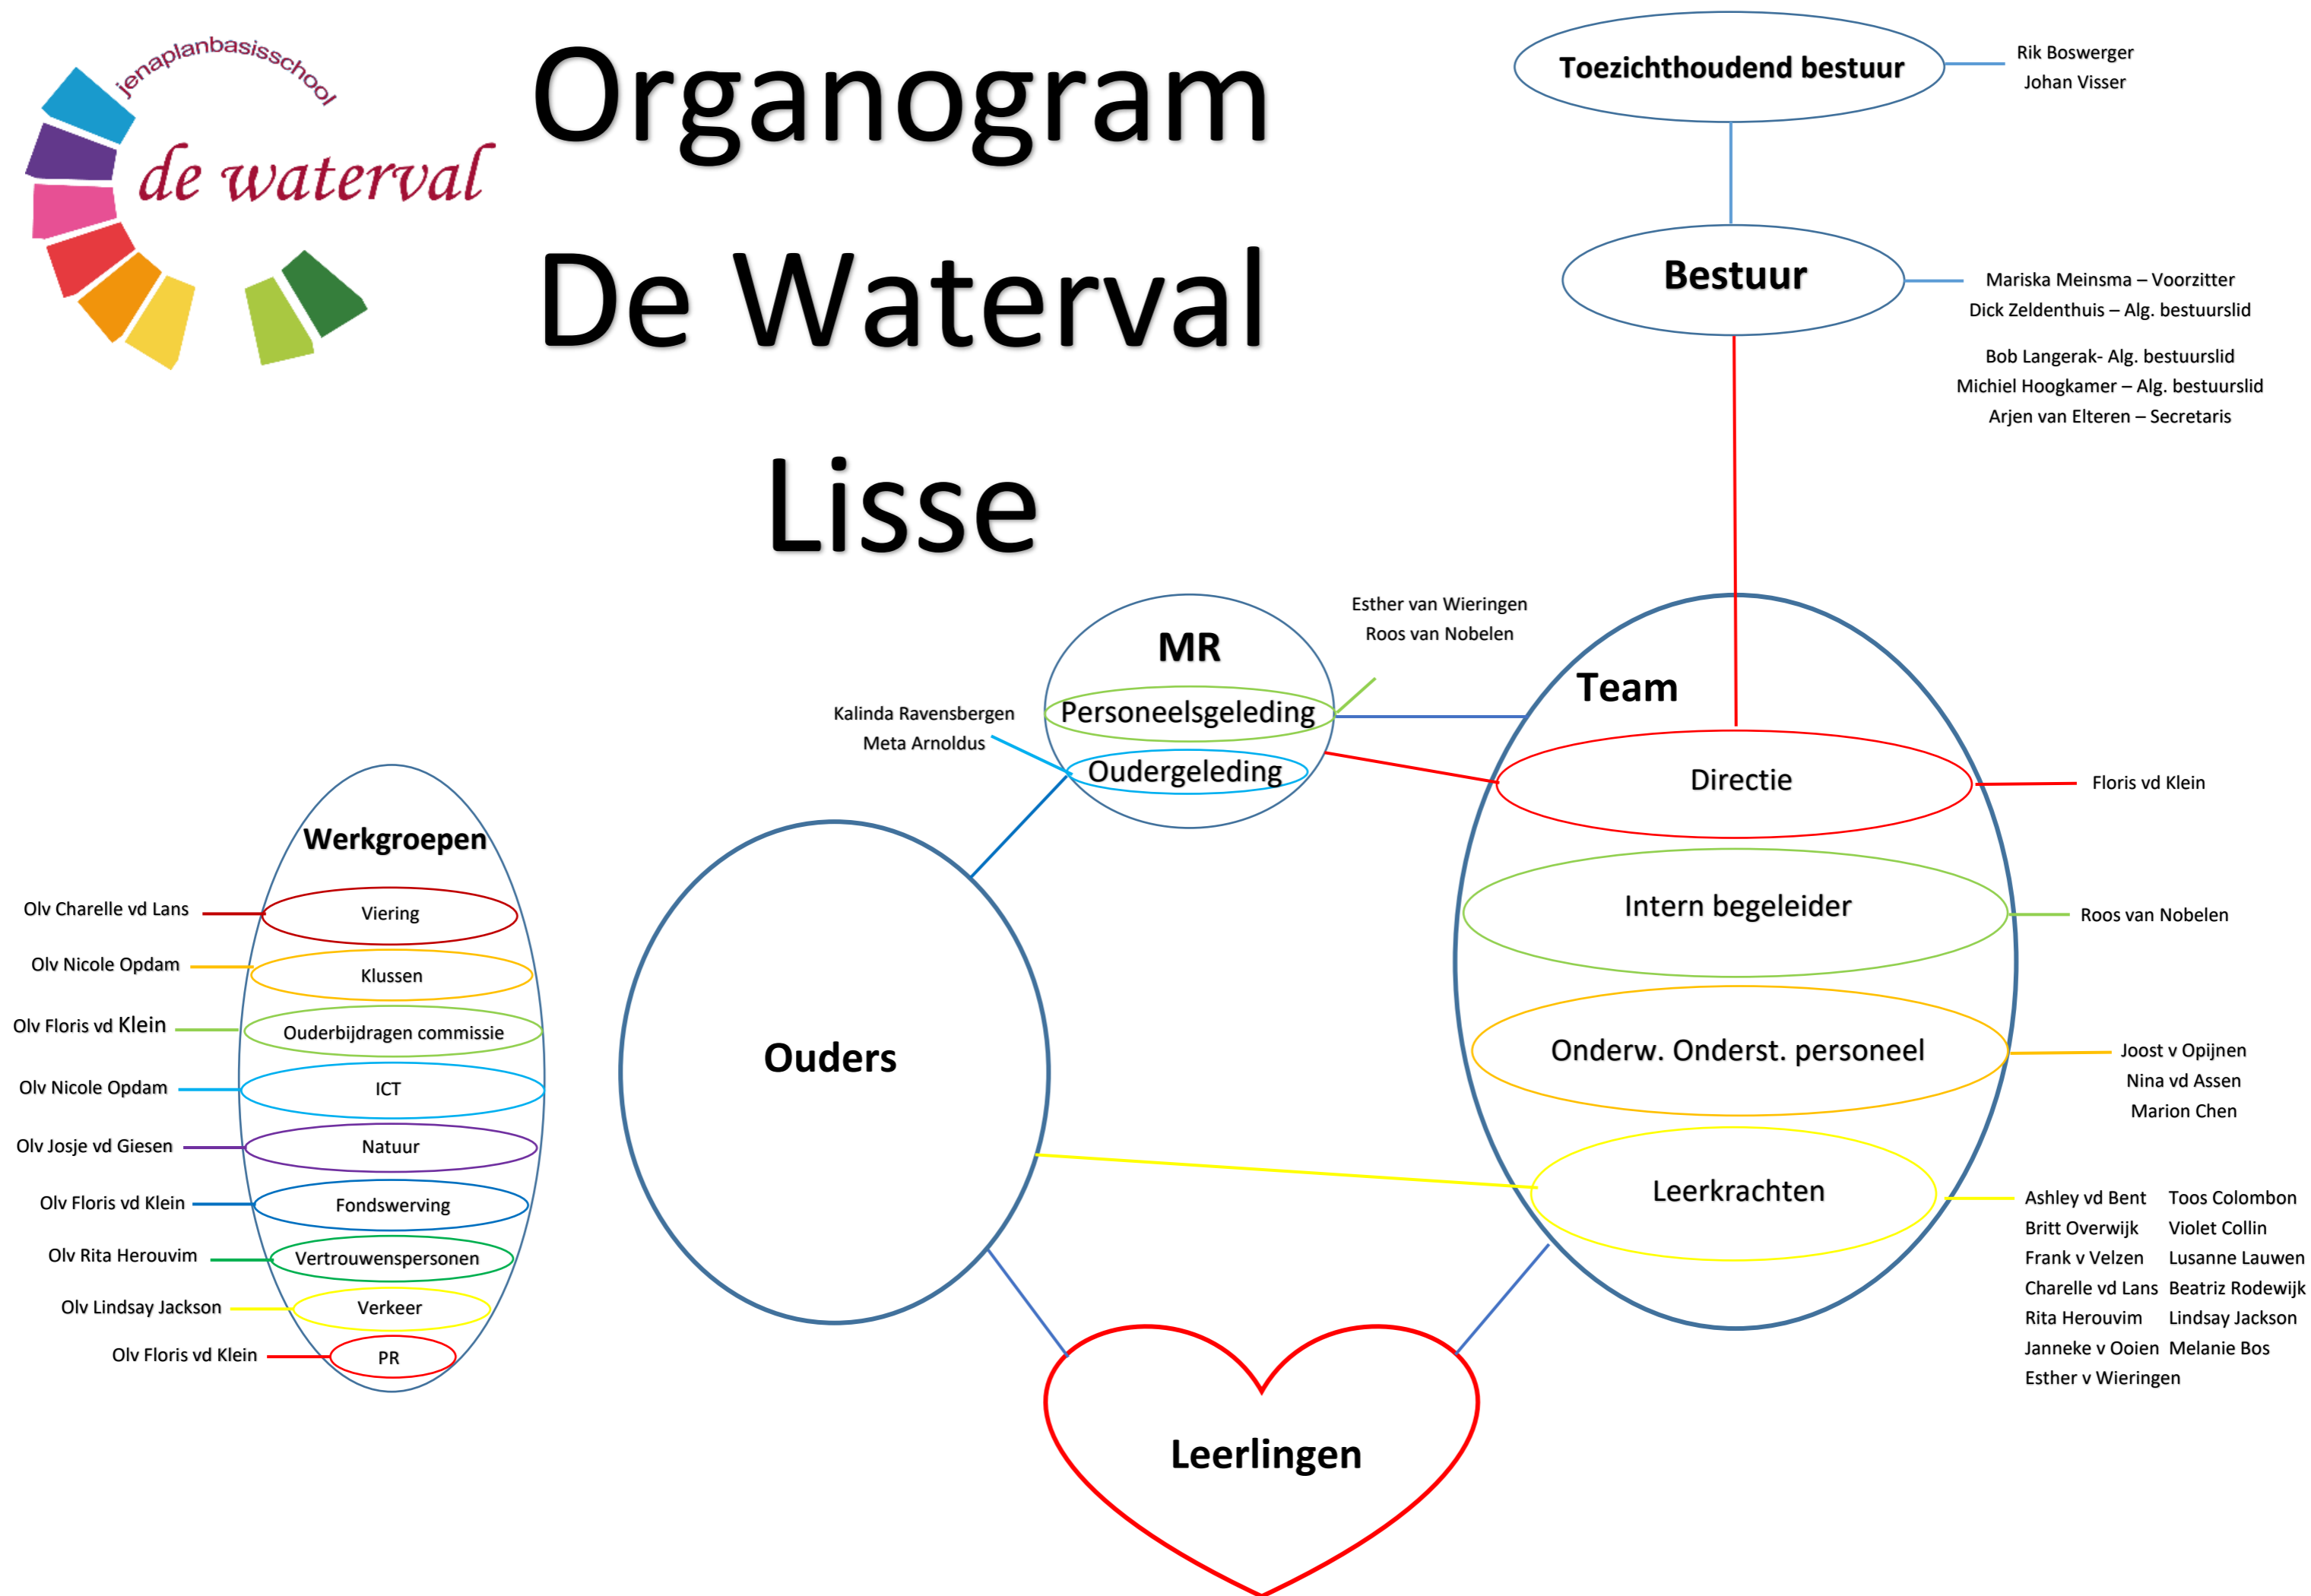 jenaplanbasisschool
de waterval
Organogram
De Waterval
Lisse
Toezichthoudend bestuur
Rik Boswerger
Johan Visser
Bestuur
Mariska Meinsma – Voorzitter
Dick Zeldenthuis – Alg. bestuurslid
Bob Langerak- Alg. bestuurslid
Michiel Hoogkamer – Alg. bestuurslid
Arjen van Elteren – Secretaris
MR
Personeelsgeleding
Oudergeleding
Esther van Wieringen
Roos van Nobelen
Kalinda Ravensbergen
Meta Arnoldus
Team
Directie
Floris vd Klein
Intern begeleider
Roos van Nobelen
Onderw. Onderst. personeel
Joost v Opijnen
Nina vd Assen
Marion Chen
Leerkrachten
Ashley vd Bent Toos Colombon
Britt Overwijk Violet Collin
Frank v Velzen Lusanne Lauwen
Charelle vd Lans Beatriz Rodewijk
Rita Herouvim Lindsay Jackson
Janneke v Ooien Melanie Bos
Esther v Wieringen
Werkgroepen
Olv Charelle vd Lans Viering
Olv Nicole Opdam Klussen
Olv Floris vd Klein Ouderbijdragen commissie
Olv Nicole Opdam ICT
Olv Josje vd Giesen Natuur
Olv Floris vd Klein Fondswerving
Olv Rita Herouvim Vertrouwenspersonen
Olv Lindsay Jackson Verkeer
Olv Floris vd Klein PR
Ouders
Leerlingen